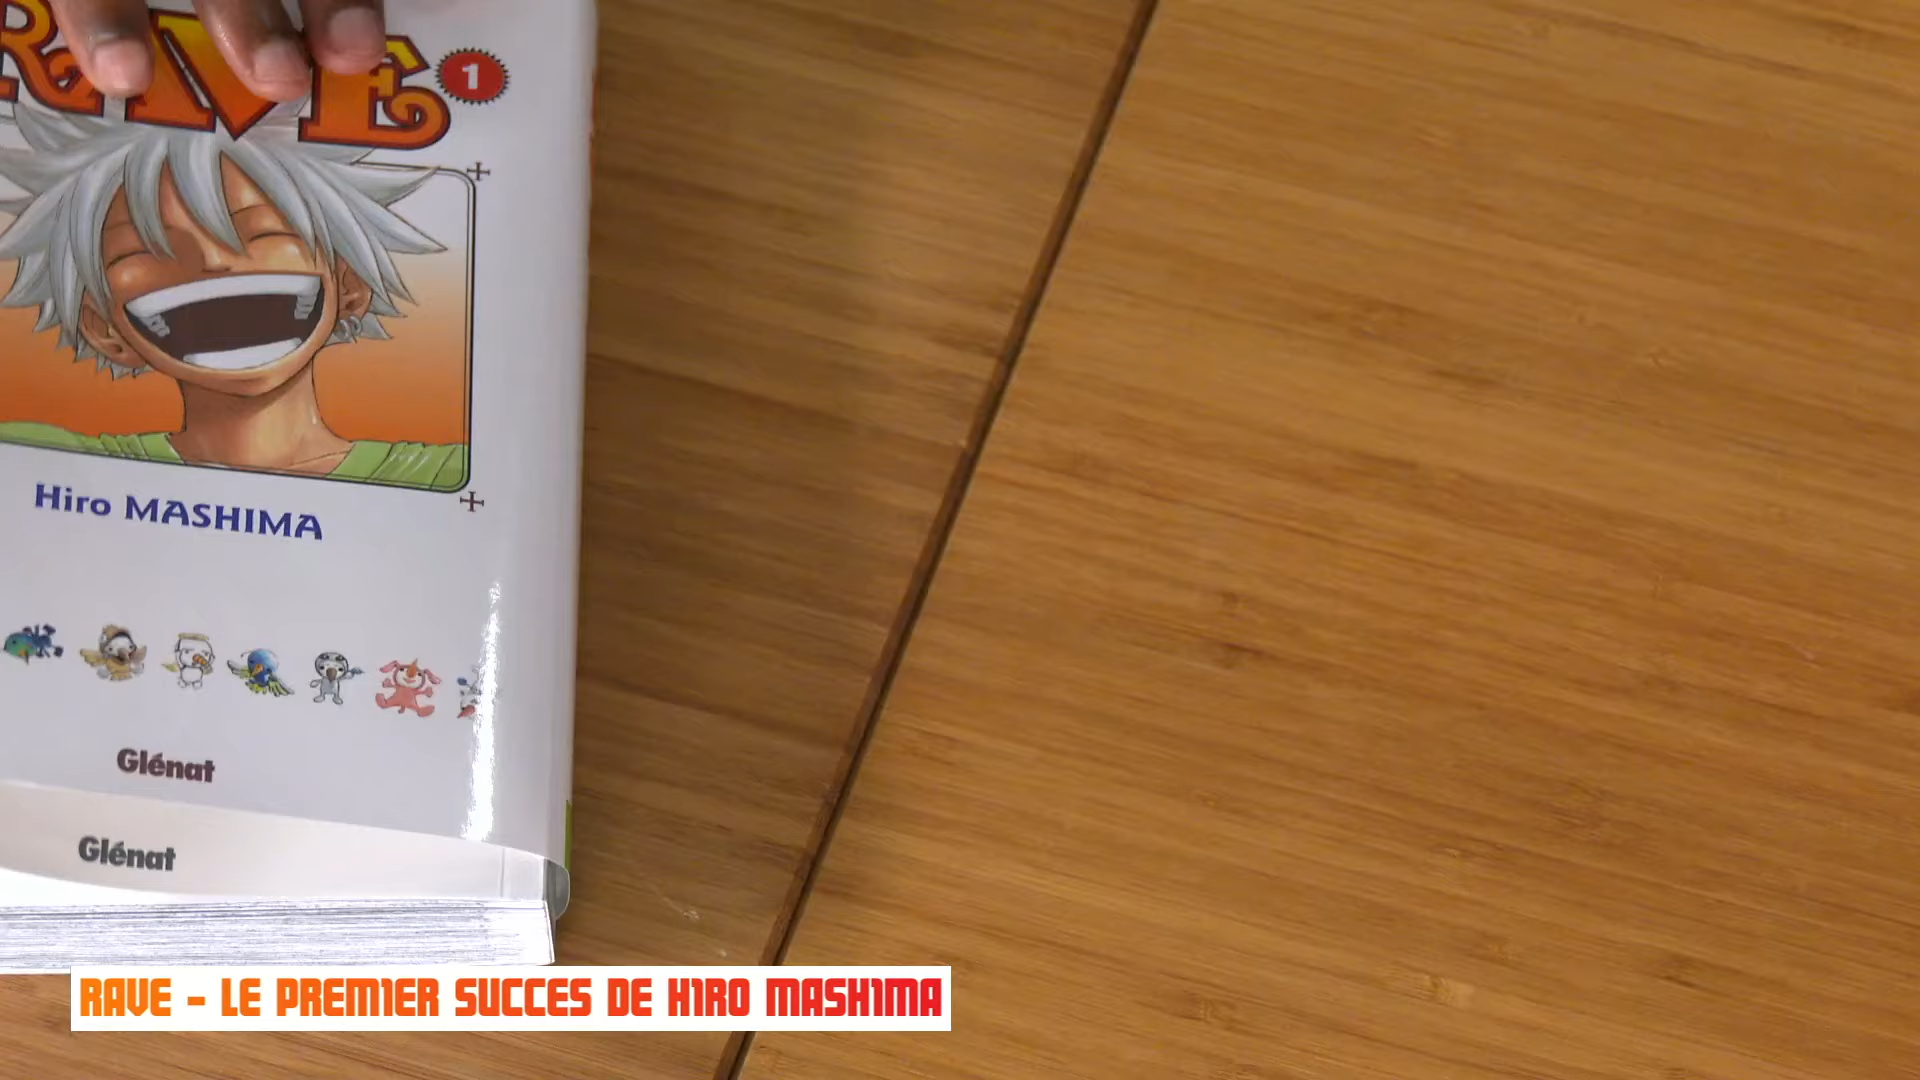 RAVE
1
Hiro MASHIMA
Glénat
Glénat
RAVE - LE PREMIER SUCCES DE HIRO MASHIMA